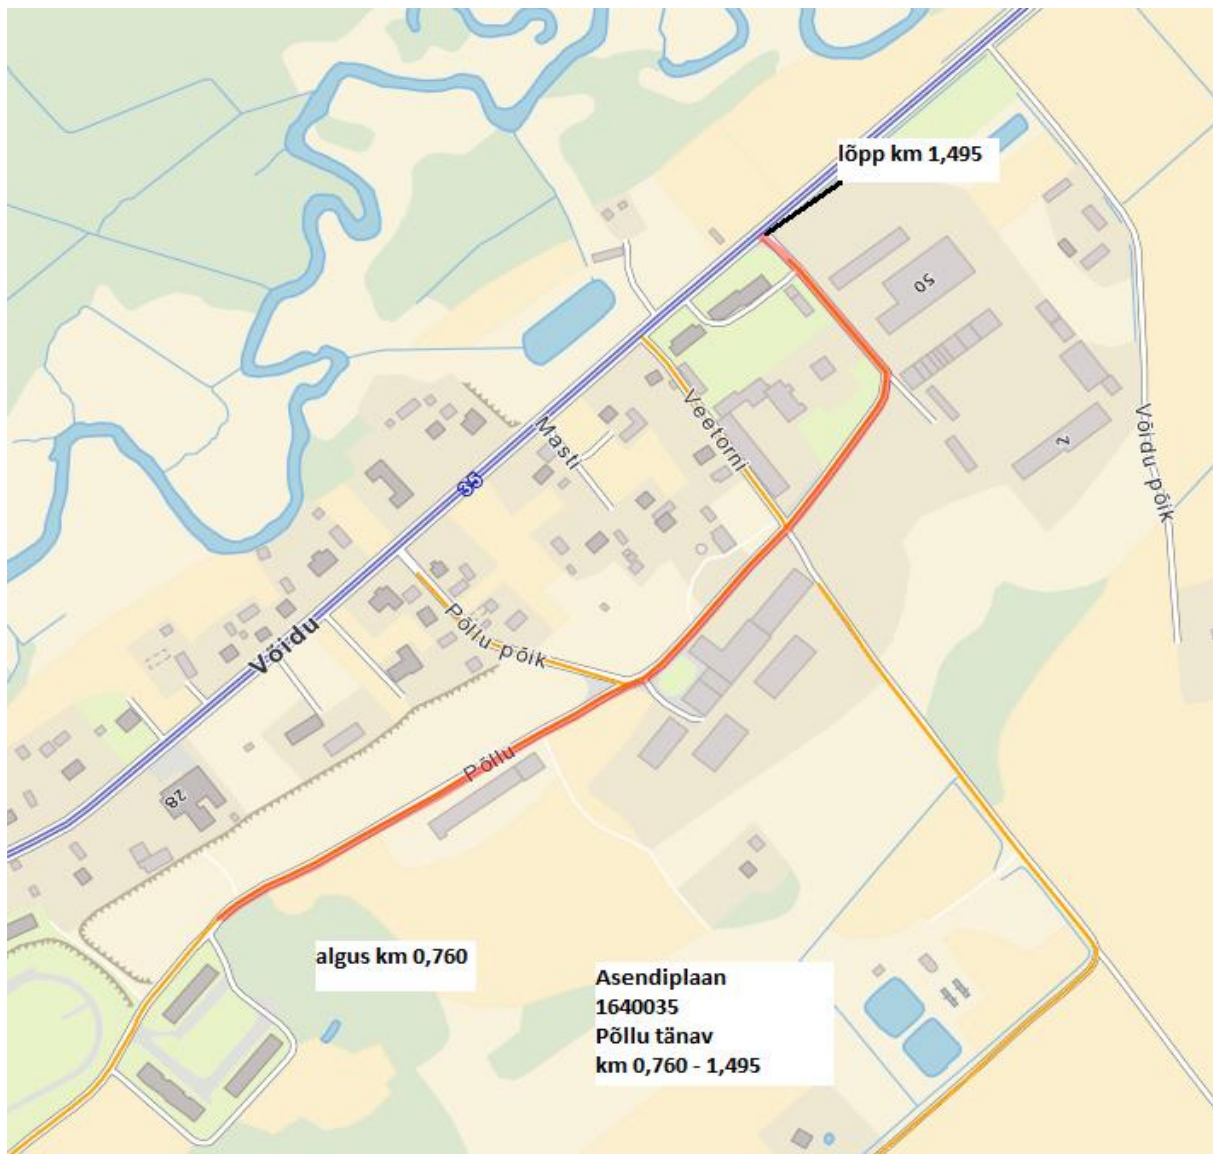 lõpp km 1,495
50
2
Veetorni
Masti
35
Võidu põik
Põllu põik
Võidu
Põllu
28
algus km 0,760
Asendiplaan
1640035
Põllu tänav
km 0,760 - 1,495